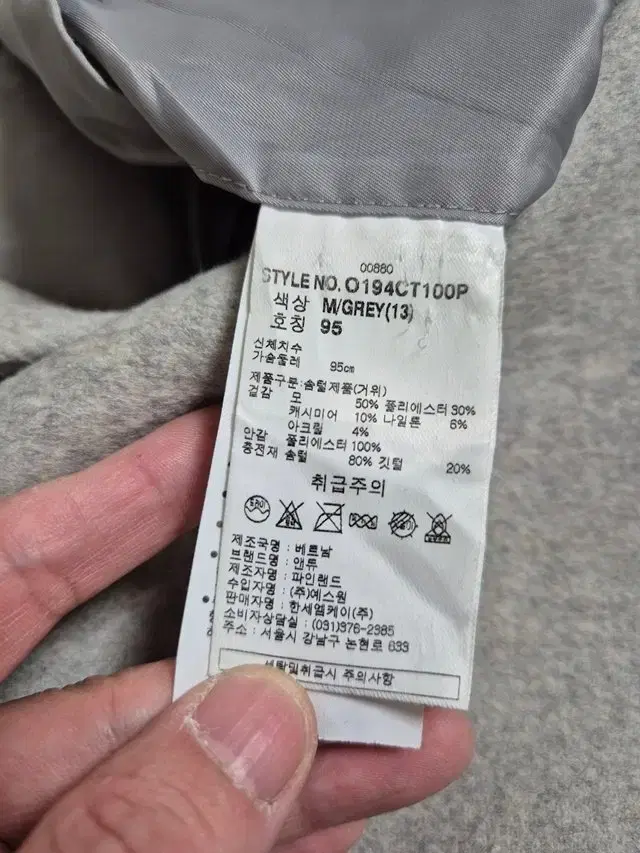 00880
STYLE NO. O194CT100P
색상 M/GREY(13)
호칭 95
신체치수
가슴둘레 95cm
제품구분:솜털제품(거위)
겉감 모 50% 폴리에스터 30%
캐시미어 10% 나일론 6%
아크릴 4%
안감 폴리에스터 100%
충전재 솜털 80% 깃털 20%
취급주의
제조국명 : 베트남
브랜드명 : 앤듀
제조자명 : 파인랜드
수입자명 : (주)예스원
판매자명 : 한세엠케이(주)
소비자상담실 : (031)376-2985
주소 : 서울시 강남구 논현로 633
세탁및취급시 주의사항